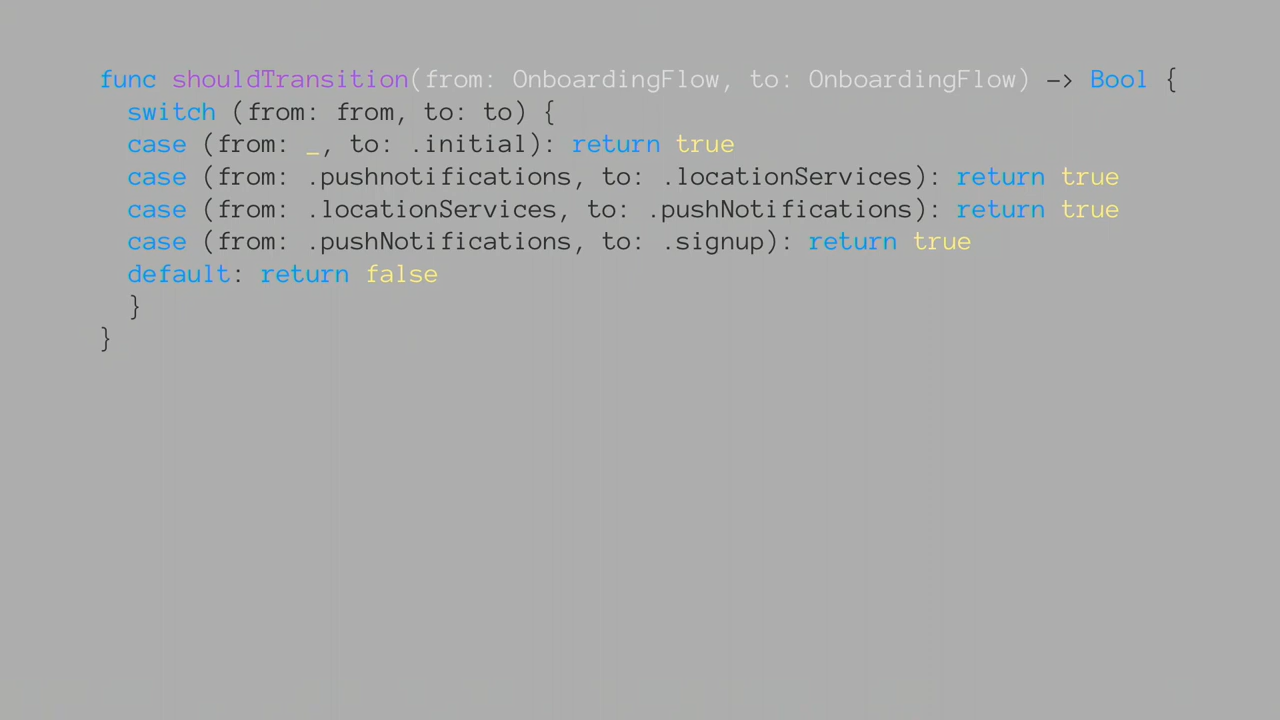 func shouldTransition(from: OnboardingFlow, to: OnboardingFlow) -> Bool {
switch (from: from, to: to) {
case (from: _, to: .initial): return true
case (from: .pushnotifications, to: .locationServices): return true
case (from: .locationServices, to: .pushNotifications): return true
case (from: .pushNotifications, to: .signup): return true
default: return false
}
}